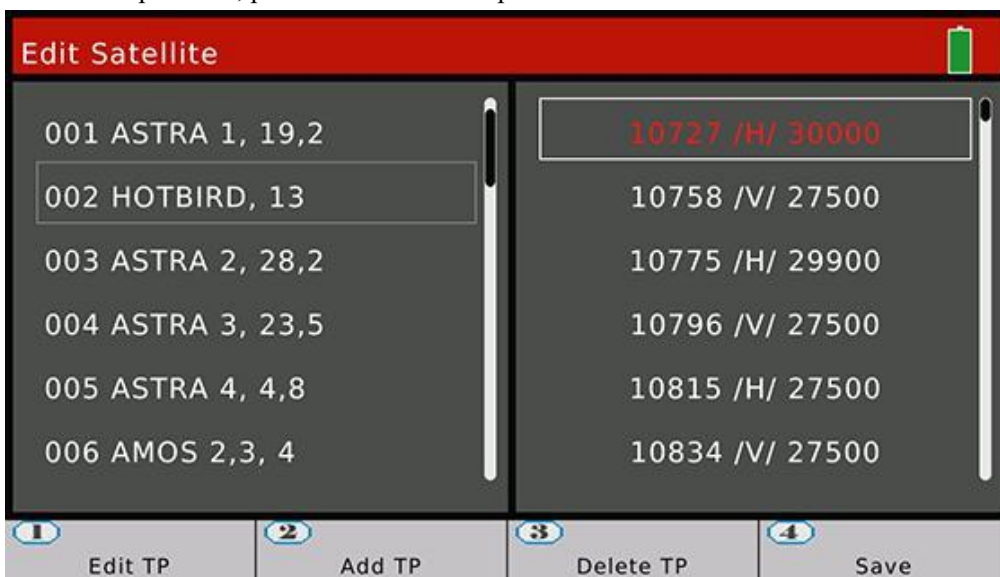 Edit Satellite
001 ASTRA 1, 19,2
002 HOTBIRD, 13
003 ASTRA 2, 28,2
004 ASTRA 3, 23,5
005 ASTRA 4, 4,8
006 AMOS 2,3, 4
10727 /H/ 30000
10758 /V/ 27500
10775 /H/ 29900
10796 /V/ 27500
10815 /H/ 27500
10834 /V/ 27500
1 Edit TP
2 Add TP
3 Delete TP
4 Save